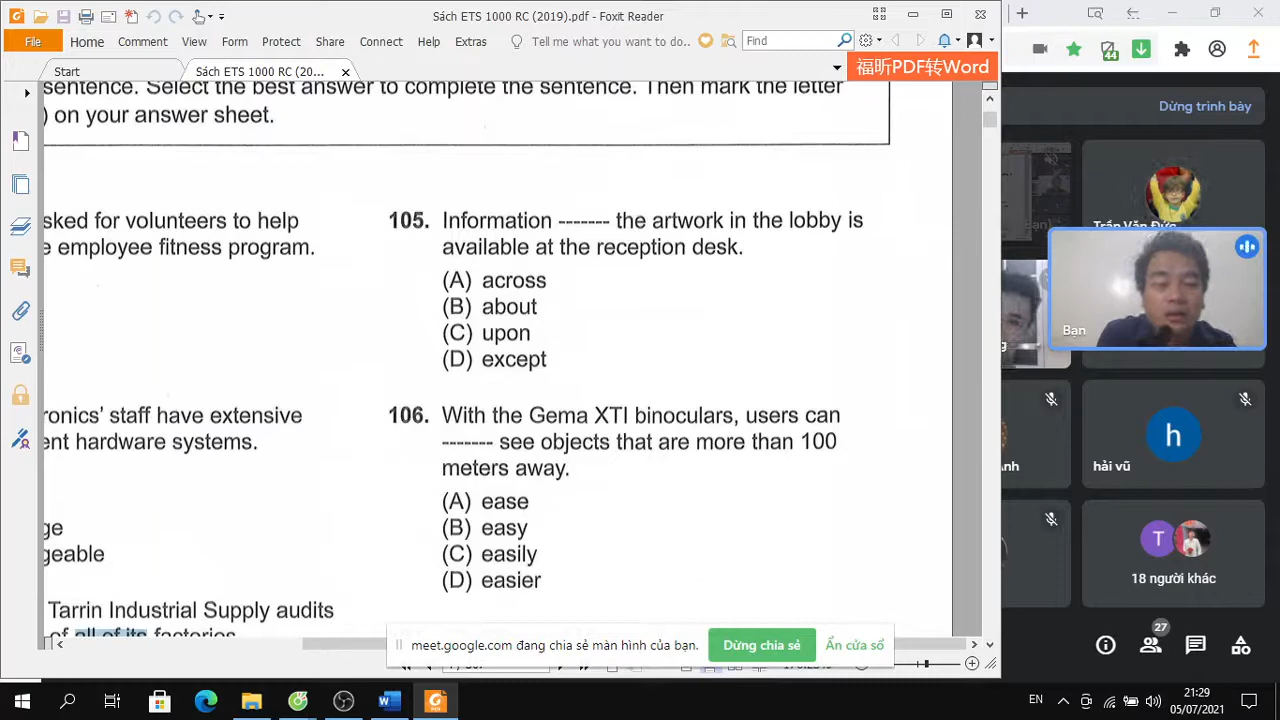 Sách ETS 1000 RC (2019).pdf - Foxit Reader
File Home Comment View Form Protect Share Connect Help Extras Tell me what you want to do.. Find
Start Sách ETS 1000 RC (20... 福昕PDF转Word
sentence. Select the best answer to complete the sentence. Then mark the letter
) on your answer sheet.
sked for volunteers to help
e employee fitness program.
ronics' staff have extensive
ent hardware systems.
ge
geable
Tarrin Industrial Supply audits
of all of its factories
105. Information ------- the artwork in the lobby is
available at the reception desk.
(A) across
(B) about
(C) upon
(D) except
106. With the Gema XTI binoculars, users can
------- see objects that are more than 100
meters away.
(A) ease
(B) easy
(C) easily
(D) easier
meet.google.com đang chia sẻ màn hình của bạn. Dừng chia sẻ Ẩn cửa sổ
44
Dừng trình bày
Trần Văn Đức
Bạn
h
hải vũ
T
18 người khác
27
EN
21:29
05/07/2021